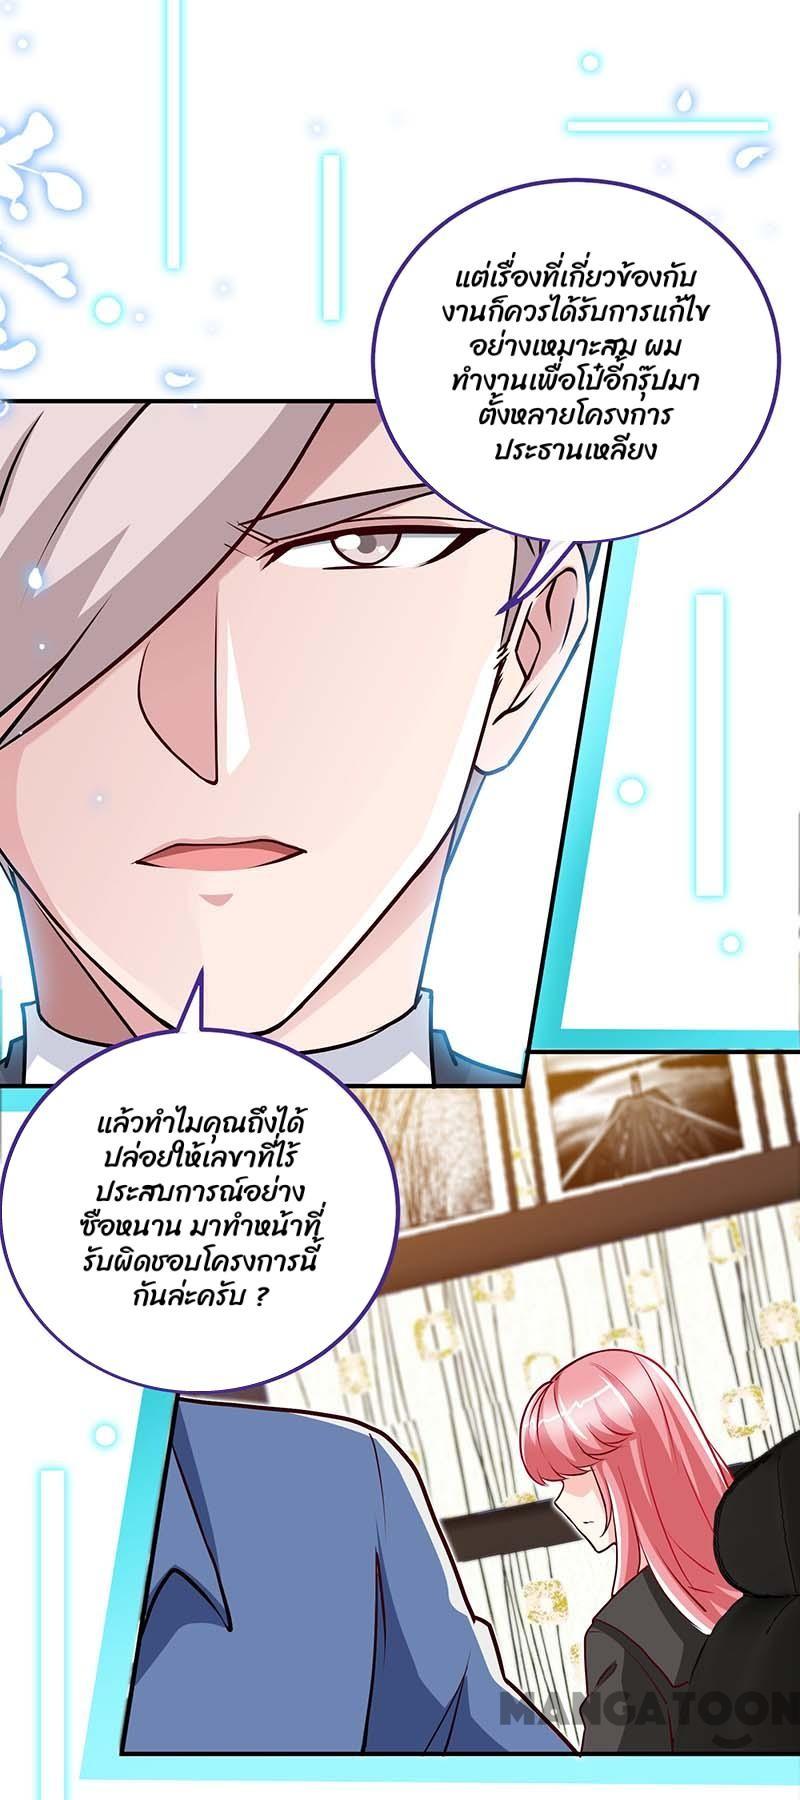 แต่เรื่องที่เกี่ยวข้องกับ
งานก็ควรได้รับการแก้ไข
อย่างเหมาะสม ผม
ทำงานเพื่อโป๋อี้กรุ๊ปมา
ตั้งหลายโครงการ
ประธานเหลียง
แล้วทำไมคุณถึงได้
ปล่อยให้เลขาที่ไร้
ประสบการณ์อย่าง
ซือหนาน มาทำหน้าที่
รับผิดชอบโครงการนี้
กันล่ะครับ ?
MANGATOON